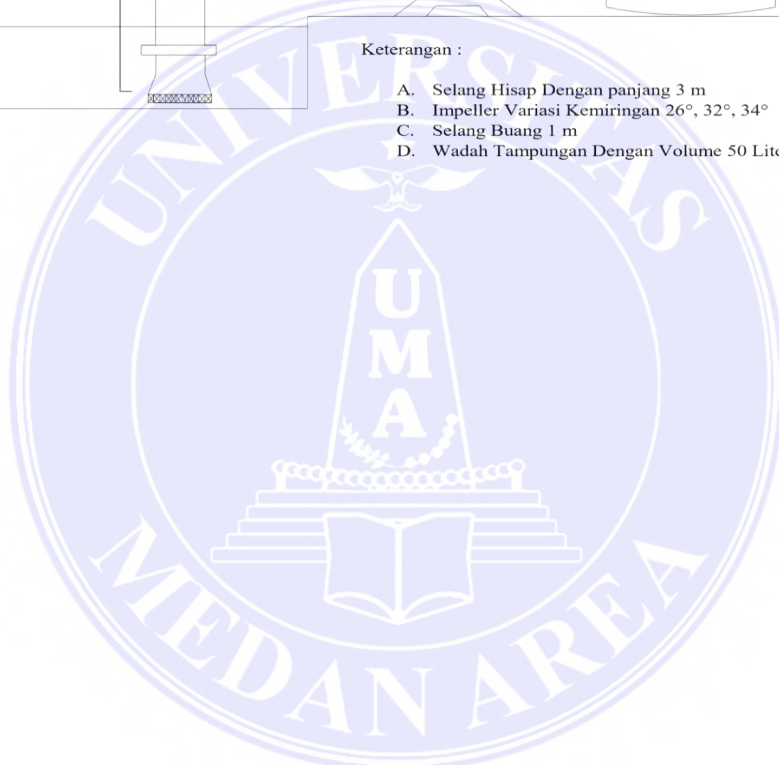 Keterangan :
A. Selang Hisap Dengan panjang 3 m
B. Impeller Variasi Kemiringan 26°, 32°, 34°
C. Selang Buang 1 m
D. Wadah Tampungan Dengan Volume 50
UNIVERSITAS
UMA
MEDAN AREA